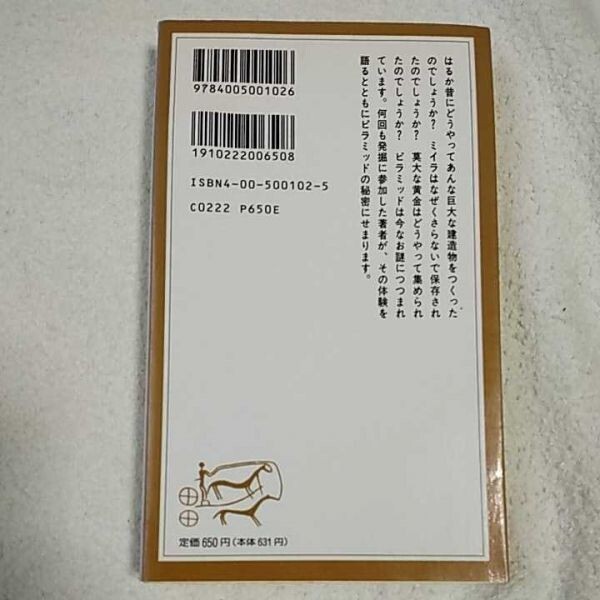 9784005001026
1910222006508
ISBN4-00-500102-5
C0222 P650E
はるか昔にどうやってあんな巨大な建造物をつくった
のでしょうか? ミイラはなぜくさらないで保存され
たのでしょうか? 莫大な黄金はどうやって集められ
たのでしょうか? ピラミッドは今なお謎につつまれ
ています。何回も発掘に参加した著者が、その体験を
語るとともにピラミッドの秘密にせまります。
定価650円(本体631円)